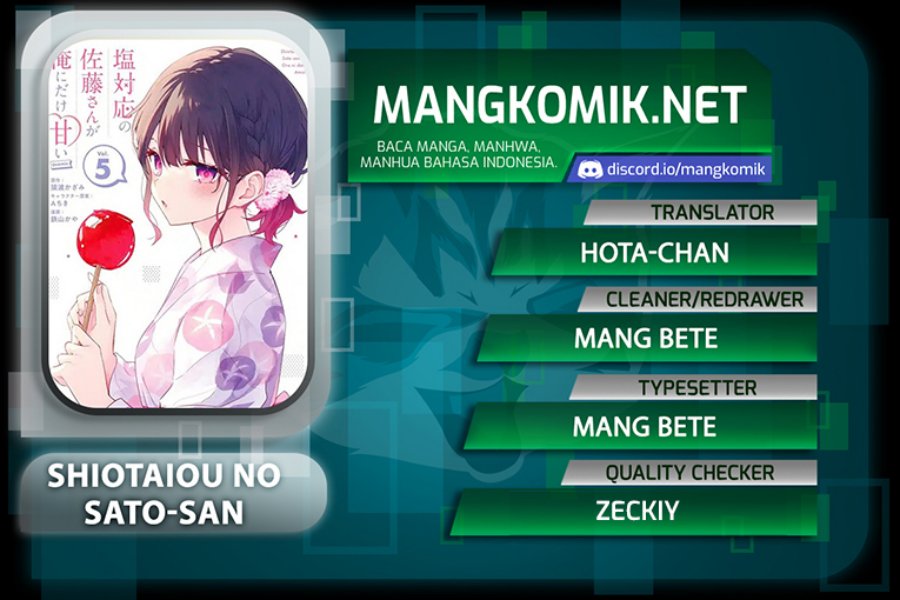 塩対応の
佐藤さんが
俺にだけ甘い
Vol.
5
MANGKOMIK.NET
BACA MANGA, MANHWA,
MANHUA BAHASA INDONESIA.
discord.io/mangkomik
TRANSLATOR
HOTA-CHAN
CLEANER/REDRAWER
MANG BETE
TYPESETTER
MANG BETE
QUALITY CHECKER
ZECKIY
SHIOTAIOU NO
SATO-SAN